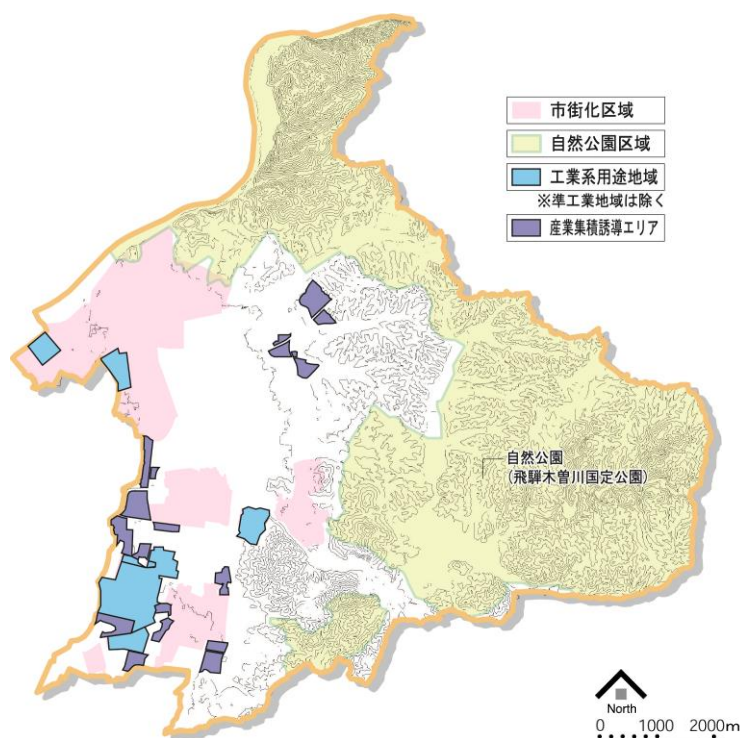 市街化区域
自然公園区域
工業系用途地域
※準工業地域は除く
産業集積誘導エリア
自然公園
(飛騨木曽川国定公園)
North
0 1000 2000m